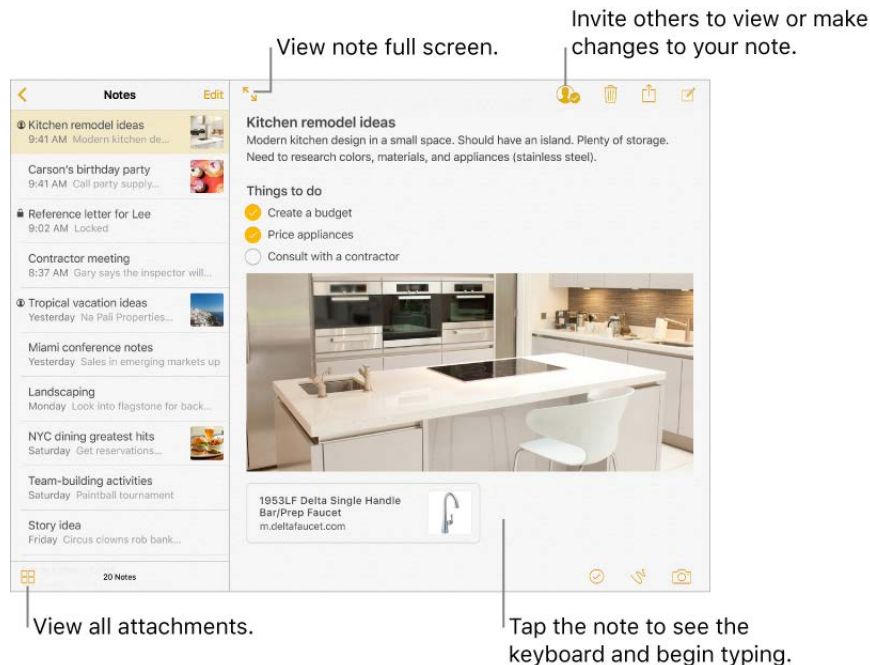 Invite others to view or make
changes to your note.
View note full screen.
Notes
Edit
Kitchen remodel ideas
9:41 AM Modern kitchen de...
Carson's birthday party
9:41 AM Call party supply...
Reference letter for Lee
9:02 AM Locked
Contractor meeting
8:37 AM Gary says the inspector will...
Tropical vacation ideas
Yesterday Na Pali Properties...
Miami conference notes
Yesterday Sales in emerging markets up
Landscaping
Monday Look into flagstone for back...
NYC dining greatest hits
Saturday Get reservations...
Team-building activities
Saturday Paintball tournament
Story idea
Friday Circus clowns rob bank...
20 Notes
Kitchen remodel ideas
Modern kitchen design in a small space. Should have an island. Plenty of storage.
Need to research colors, materials, and appliances (stainless steel).
Things to do
Create a budget
Price appliances
Consult with a contractor
1953LF Delta Single Handle
Bar/Prep Faucet
m.deltafaucet.com
View all attachments.
Tap the note to see the
keyboard and begin typing.